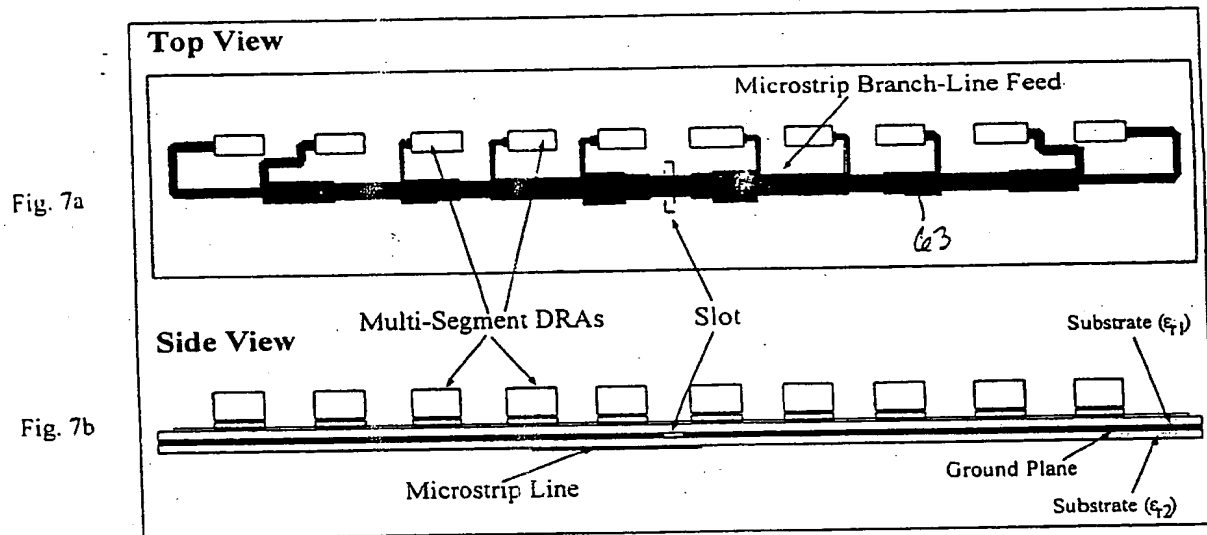 Top View
Microstrip Branch-Line Feed
Fig. 7a
63
Multi-Segment DRAs
Slot
Substrate (εr1)
Side View
Fig. 7b
Microstrip Line
Ground Plane
Substrate (εr2)